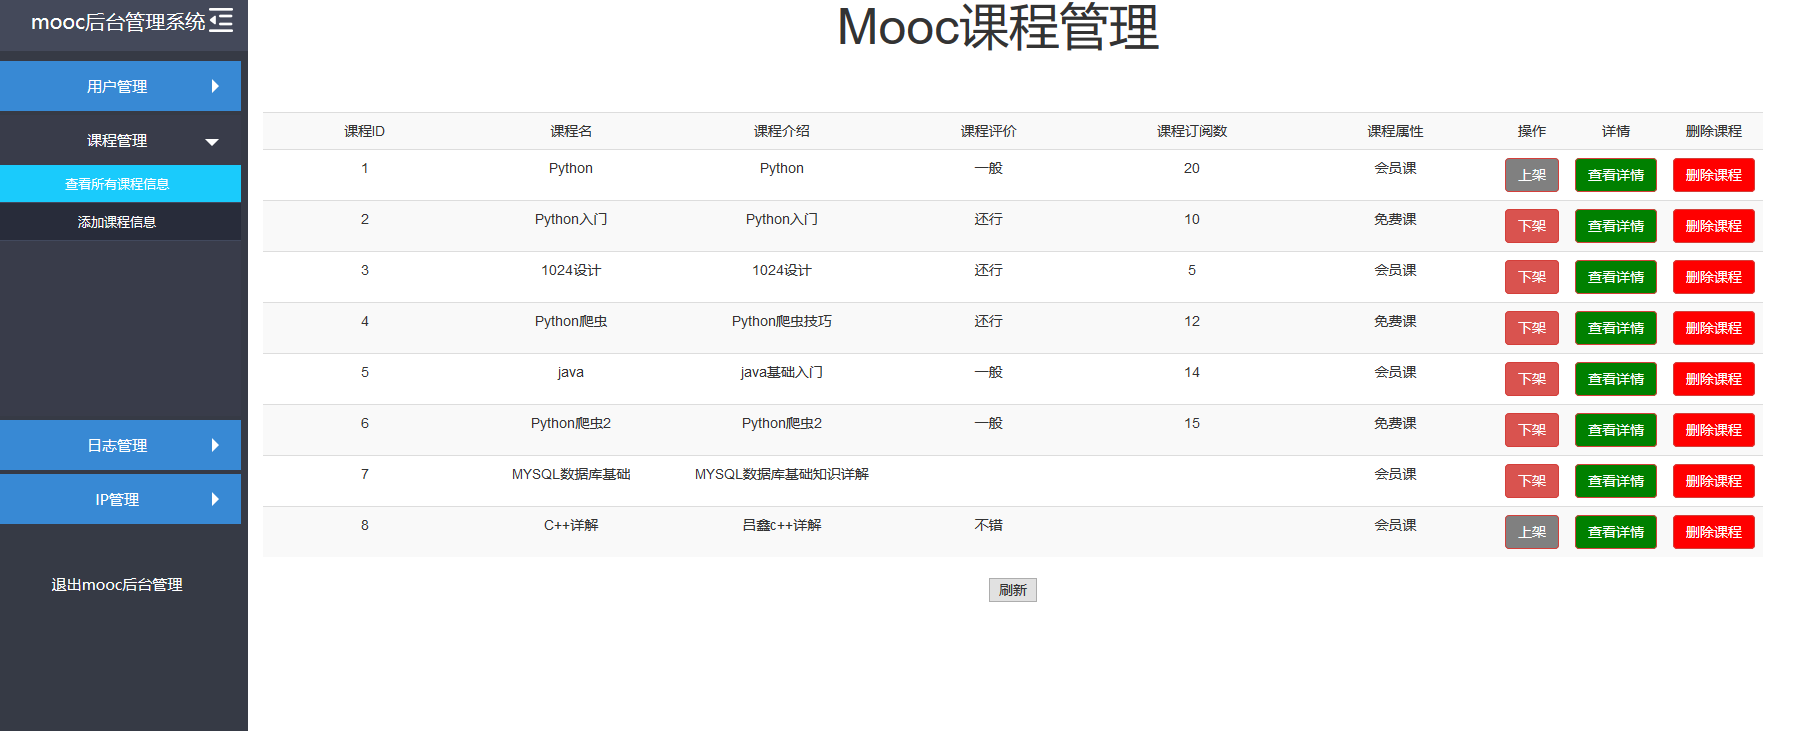 mooc后台管理系统
用户管理
课程管理
查看所有课程信息
添加课程信息
日志管理
IP管理
退出mooc后台管理
Mooc课程管理
课程ID 课程名 课程介绍 课程评价 课程订阅数 课程属性 操作 详情 删除课程
1 Python Python 一般 20 会员课 上架 查看详情 删除课程
2 Python入门 Python入门 还行 10 免费课 下架 查看详情 删除课程
3 1024设计 1024设计 还行 5 会员课 下架 查看详情 删除课程
4 Python爬虫 Python爬虫技巧 还行 12 免费课 下架 查看详情 删除课程
5 java java基础入门 一般 14 会员课 下架 查看详情 删除课程
6 Python爬虫2 Python爬虫2 一般 15 免费课 下架 查看详情 删除课程
7 MYSQL数据库基础 MYSQL数据库基础知识详解 会员课 下架 查看详情 删除课程
8 C++详解 吕鑫c++详解 不错 会员课 上架 查看详情 删除课程
刷新